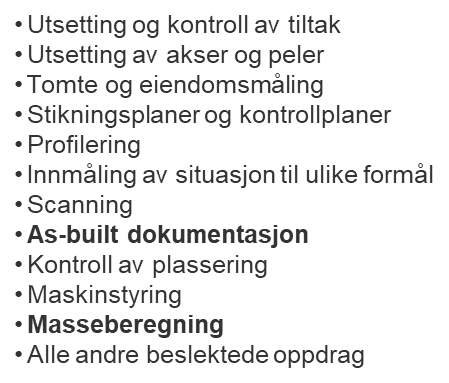 • Utsetting og kontroll av tiltak
• Utsetting av akser og peler
• Tomte og eiendomsmåling
• Stikningsplaner og kontrollplaner
• Profilering
• Innmåling av situasjon til ulike formål
• Scanning
• As-built dokumentasjon
• Kontroll av plassering
• Maskinstyring
• Masseberegning
• Alle andre beslektede oppdrag